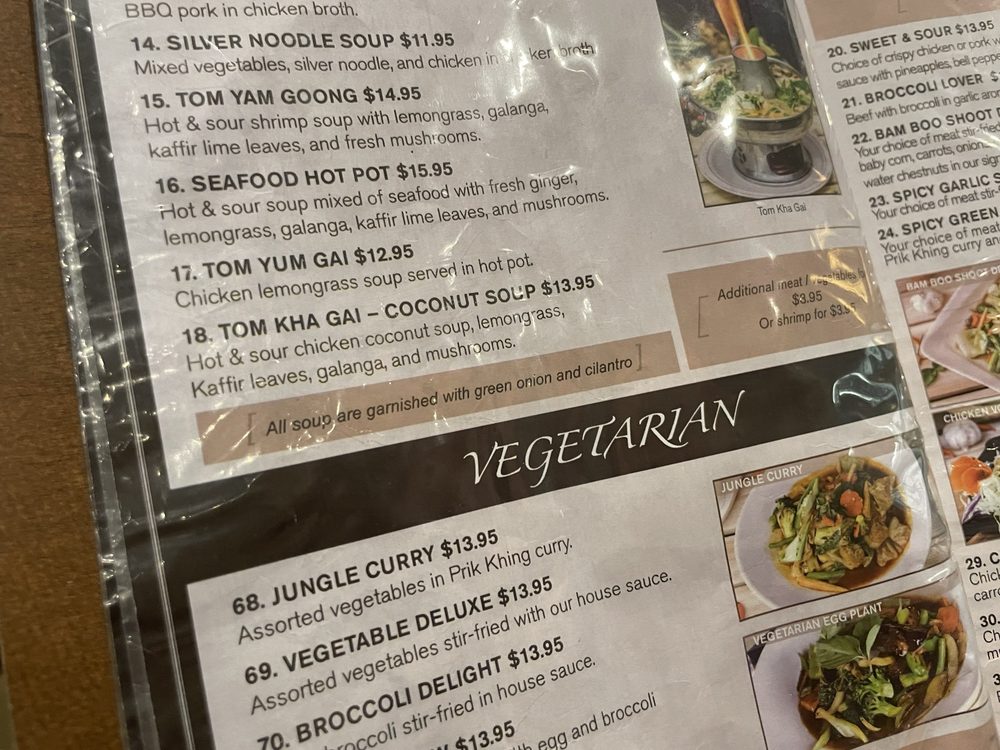 BBQ pork in chicken broth.
14. SILVER NOODLE SOUP $11.95
Mixed vegetables, silver noodle, and chicken in broth
15. TOM YAM GOONG $14.95
Hot & sour shrimp soup with lemongrass, galanga,
kaffir lime leaves, and fresh mushrooms.
16. SEAFOOD HOT POT $15.95
Hot & sour soup mixed of seafood with fresh ginger,
lemongrass, galanga, kaffir lime leaves, and mushrooms.
17. TOM YUM GAI $12.95
Chicken lemongrass soup served in hot pot.
18. TOM KHA GAI – COCONUT SOUP $13.95
Hot & sour chicken coconut soup, lemongrass,
Kaffir leaves, galanga, and mushrooms.
[ All soup are garnished with green onion and cilantro ]
Tom Kha Gai
Additional meat / vegetables
$3.95
Or shrimp for
VEGETARIAN
68. JUNGLE CURRY $13.95
Assorted vegetables in Prik Khing curry.
69. VEGETABLE DELUXE $13.95
Assorted vegetables stir-fried with our house sauce.
70. BROCCOLI DELIGHT $13.95
broccoli stir-fried in house sauce.
$13.95
egg and broccoli
JUNGLE CURRY
VEGETARIAN EGG PLANT
20. SWEET & SOUR $13.95
Choice of crispy chicken or pork
sauce with pineapples, bell
21. BROCCOLI LOVER
Beef with broccoli in garlic
22. BAM BOO SHOOT
Your choice of meat
baby corn, carrots, onion
water chestnuts in our
23. SPICY GARLIC
Your choice of meat
24. SPICY GREEN
Your choice of meat
Prik Khing curry
BAM BOO SHOOT
CHICKEN
29.
30.